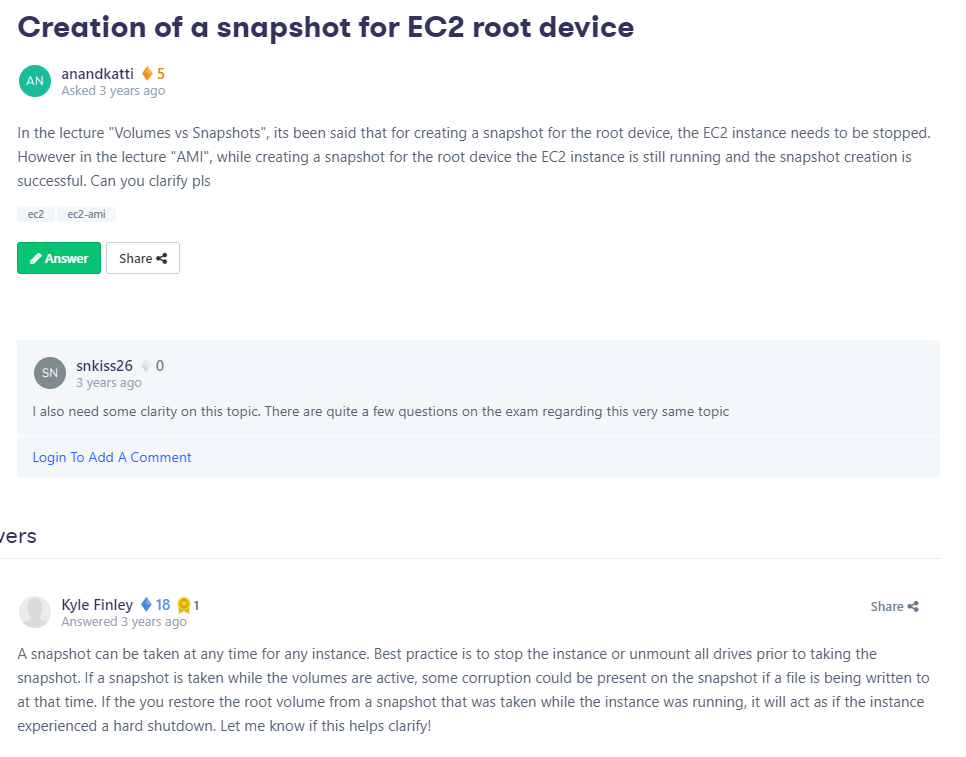 Creation of a snapshot for EC2 root device
AN
anandkatti 5
Asked 3 years ago
In the lecture "Volumes vs Snapshots", its been said that for creating a snapshot for the root device, the EC2 instance needs to be stopped.
However in the lecture "AMI", while creating a snapshot for the root device the EC2 instance is still running and the snapshot creation is
successful. Can you clarify pls
ec2 ec2-ami
Answer Share
SN
snkiss26 0
3 years ago
I also need some clarity on this topic. There are quite a few questions on the exam regarding this very same topic
Login To Add A Comment
vers
Kyle Finley 18 1
Answered 3 years ago
Share
A snapshot can be taken at any time for any instance. Best practice is to stop the instance or unmount all drives prior to taking the
snapshot. If a snapshot is taken while the volumes are active, some corruption could be present on the snapshot if a file is being written to
at that time. If the you restore the root volume from a snapshot that was taken while the instance was running, it will act as if the instance
experienced a hard shutdown. Let me know if this helps clarify!